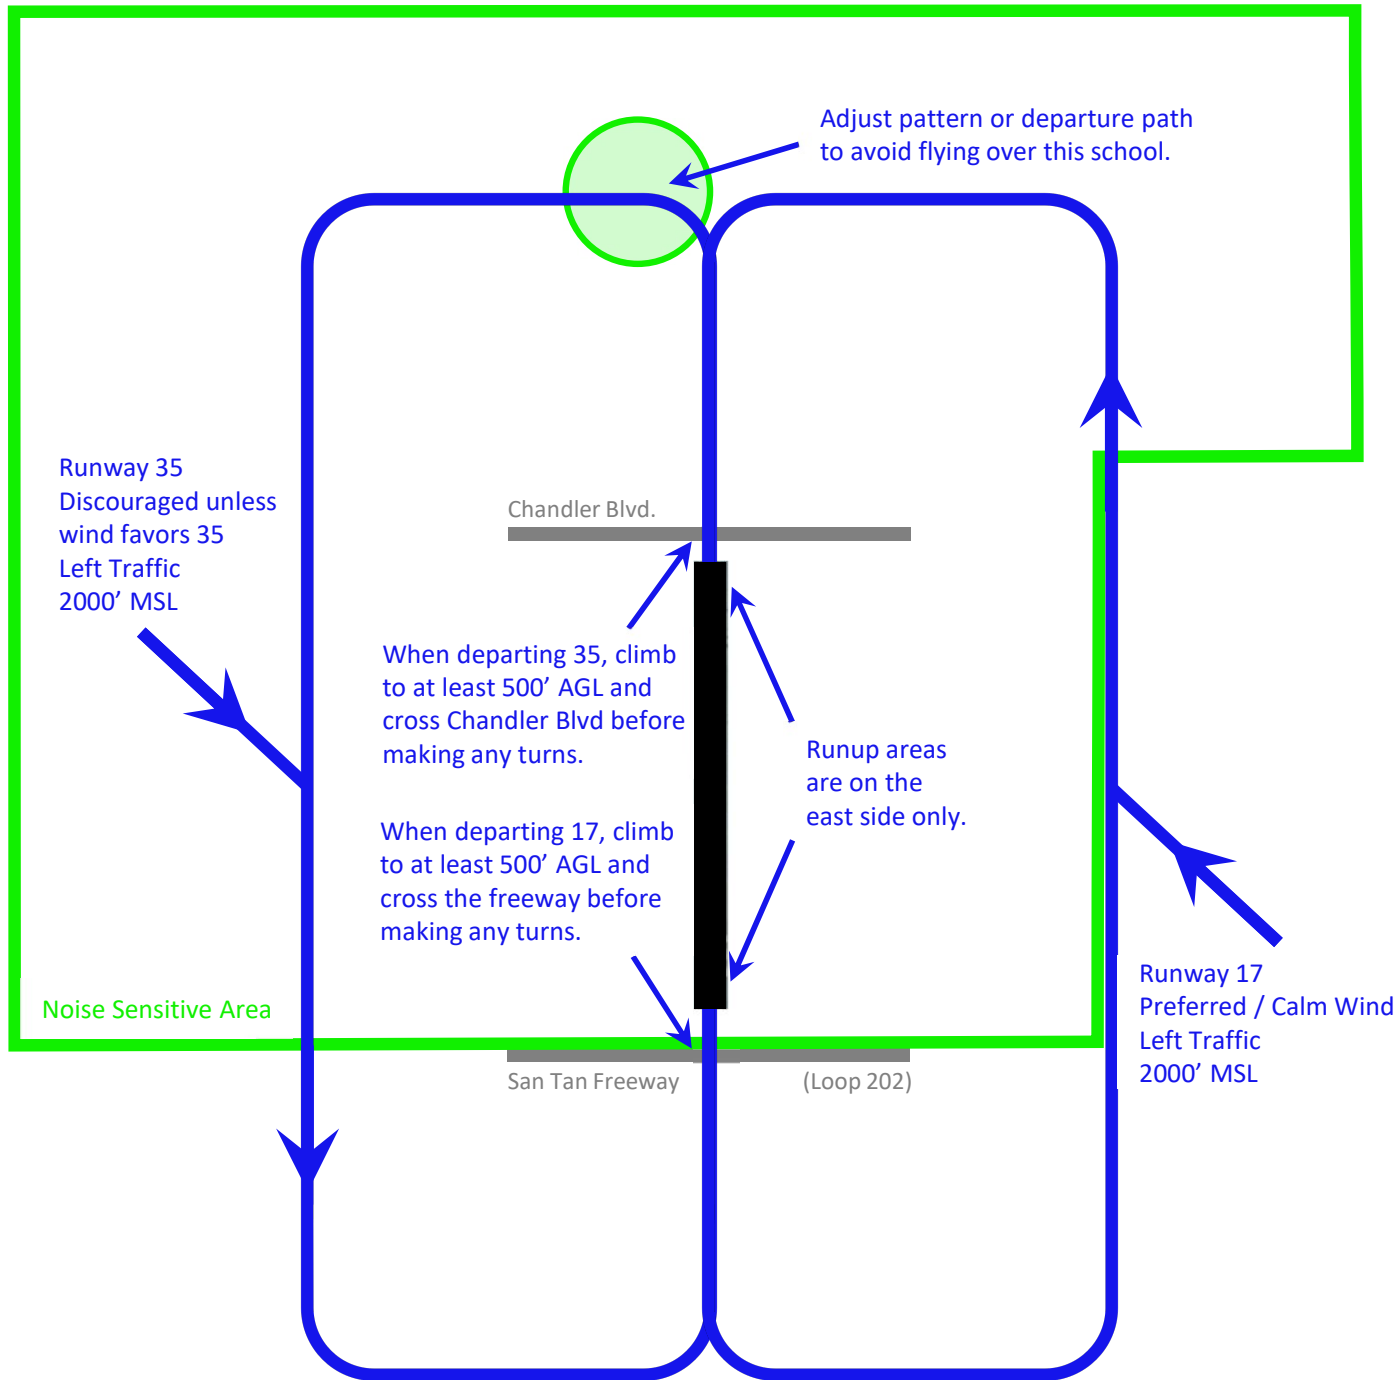 Adjust pattern or departure path
to avoid flying over this school.
Runway 35
Discouraged unless
wind favors 35
Left Traffic
2000’ MSL
Chandler Blvd.
When departing 35, climb
to at least 500’ AGL and
cross Chandler Blvd before
making any turns.
Runup areas
are on the
east side only.
When departing 17, climb
to at least 500’ AGL and
cross the freeway before
making any turns.
Runway 17
Preferred / Calm Wind
Left Traffic
2000’ MSL
Noise Sensitive Area
San Tan Freeway (Loop 202)